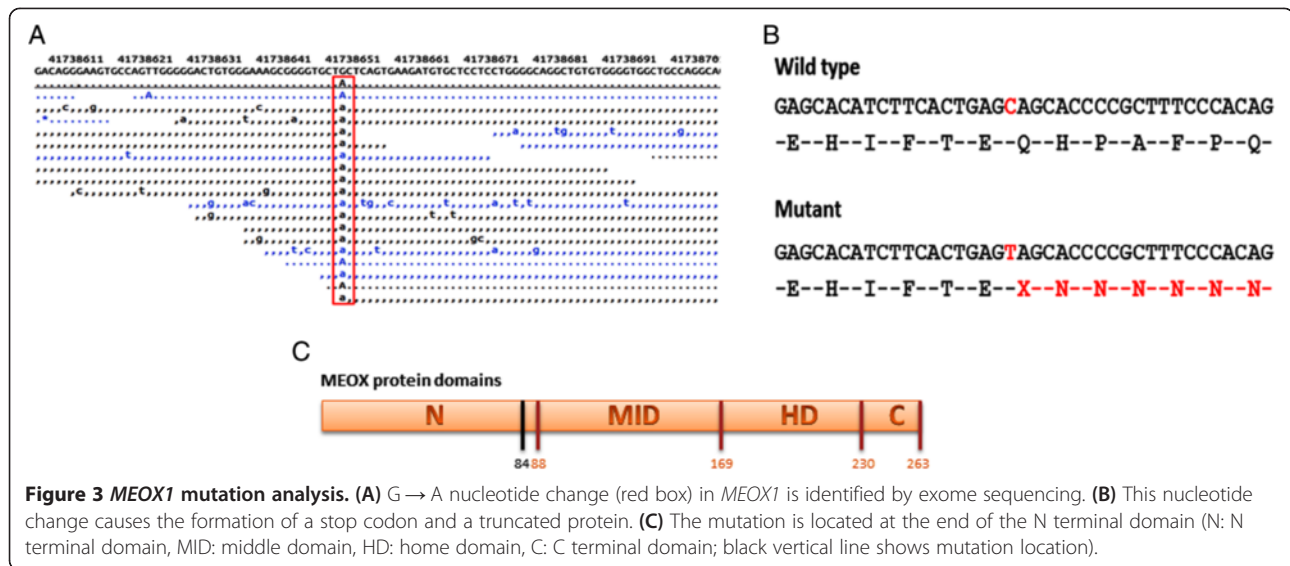 A
41738611 41738621 41738631 41738641 41738651 41738661 41738671 41738681 41738691 4173870
GACAGGGAAGTGCCAGTTGGGGGACTGTGGGAAAGCGGGGTGCTGCTCAGTGAAGATGTGCTCCTCCTGGGGCAGGCTGTGTGGGGTGGCTGCCAGGCA
B
Wild type
GAGCACATCTTCACTGAGCAGCACCCCGCTTTCCCACAG
-E--H--I--F--T--E--Q--H--P--A--F--P--Q-
Mutant
GAGCACATCTTCACTGAGTAGCACCCCGCTTTCCCACAG
-E--H--I--F--T--E--X--N--N--N--N--N--N-
C
MEOX protein domains
N MID HD C
84 88 169 230 263
Figure 3 MEOX1 mutation analysis. (A) G → A nucleotide change (red box) in MEOX1 is identified by exome sequencing. (B) This nucleotide
change causes the formation of a stop codon and a truncated protein. (C) The mutation is located at the end of the N terminal domain (N: N
terminal domain, MID: middle domain, HD: home domain, C: C terminal domain; black vertical line shows mutation location).